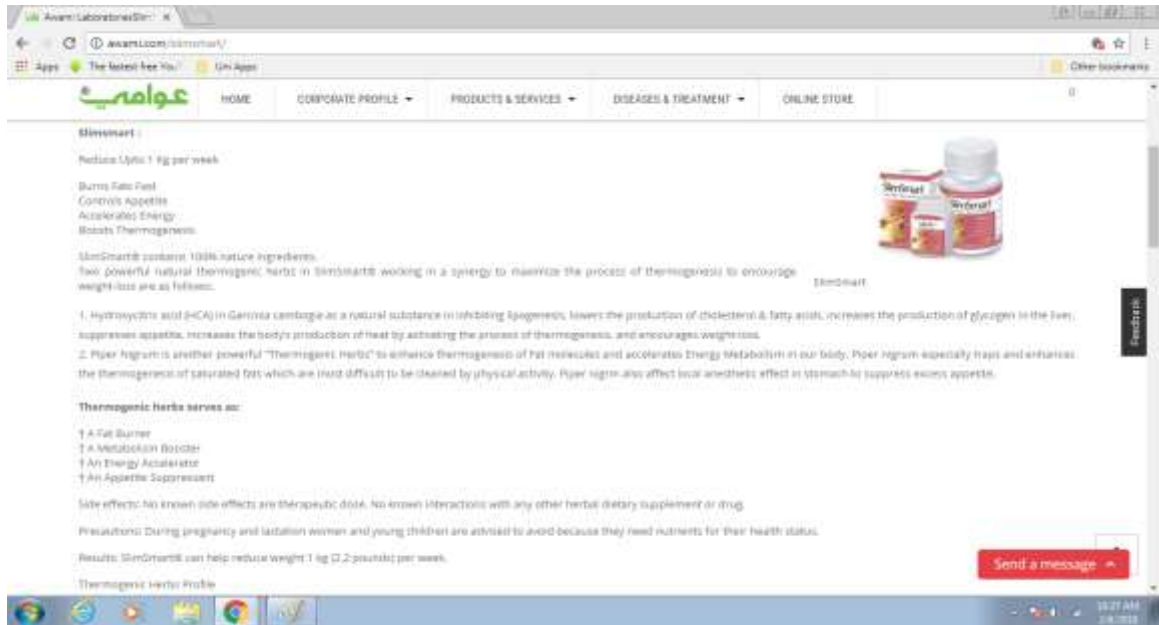 Awami LaboratoriesSlim
awami.com/slimsmart/
Apps
Uni Apps
Other bookmarks
عوامي
HOME
CORPORATE PROFILE
PRODUCTS & SERVICES
DISEASES & TREATMENT
ONLINE STORE
0
Slimsmart :
Reduce Upto 1 Kg per week
Burns Fats Fast
Controls Appetite
Accelerates Energy
Boosts Thermogenesis
SlimSmart® contains 100% nature ingredients.
Two powerful natural thermogenic herbs in SlimSmart® working in a synergy to maximize the process of thermogenesis to encourage
weight-loss are as follows:
SlimSmart
SlimSmart
SlimSmart
1. Hydroxycitric acid (HCA) in Garcinia cambogia as a natural substance in inhibiting lipogenesis, lowers the production of cholesterol & fatty acids, increases the production of glycogen in the liver,
suppresses appetite, increases the body's production of heat by activating the process of thermogenesis, and encourages weight-loss.
2. Piper Nigrum is another powerful "Thermogenic Herbs" to enhance thermogenesis of Fat molecules and accelerates Energy Metabolism in our body. Piper nigrum especially traps and enhances
the thermogenesis of saturated fats which are most difficult to be cleaned by physical activity. Piper nigrm also affect local anesthetic effect in stomach to suppress excess appetite.
Feedback
Thermogenic Herbs serves as:
† A Fat Burner
† A Metabolism Booster
† An Energy Accelerator
† An Appetite Suppressant
Side effects: No known side effects are therapeutic dose. No known interactions with any other herbal dietary supplement or drug.
Precautions: During pregnancy and lactation women and young children are advised to avoid because they need nutrients for their health status.
Results: SlimSmart® can help reduce weight 1 kg (2.2 pounds) per week.
Send a message
Thermogenic Herbs Profile
10:27 AM